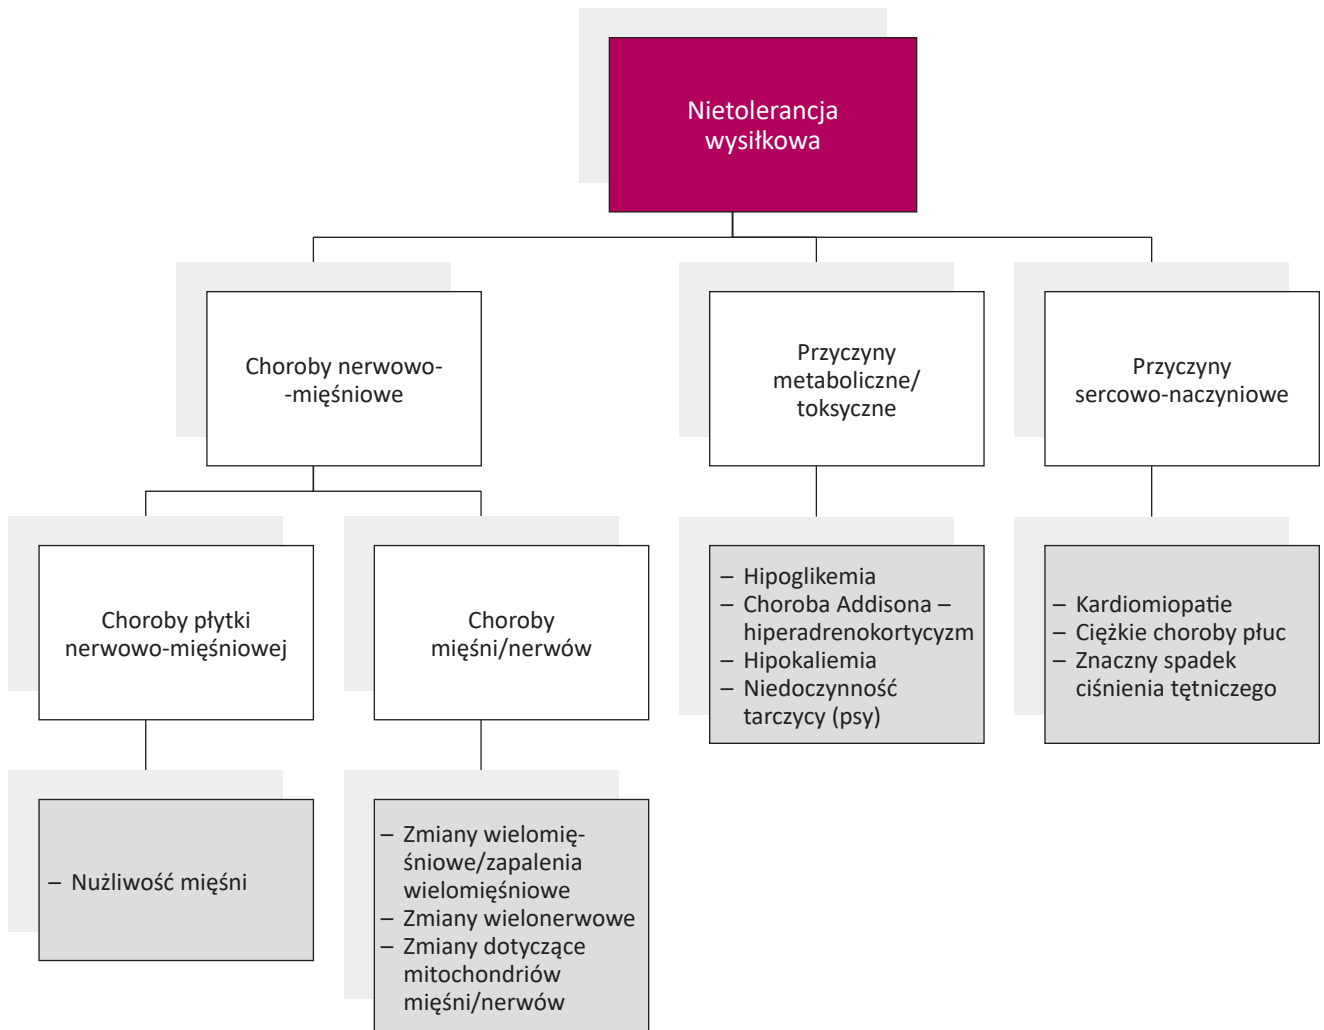 Nietolerancja
wysiłkowa
Choroby nerwowo-
-mięśniowe
Przyczyny
metaboliczne/
toksyczne
Przyczyny
sercowo-naczyniowe
Choroby płytki
nerwowo-mięśniowej
Choroby
mięśni/nerwów
– Hipoglikemia
– Choroba Addisona –
hiperadrenokortycyzm
– Hipokaliemia
– Niedoczynność
tarczycy (psy)
– Kardiomiopatie
– Ciężkie choroby płuc
– Znaczny spadek
ciśnienia tętniczego
– Nużliwość mięśni
– Zmiany wielomię-
śniowe/zapalenia
wielomięśniowe
– Zmiany wielonerwowe
– Zmiany dotyczące
mitochondriów
mięśni/nerwów